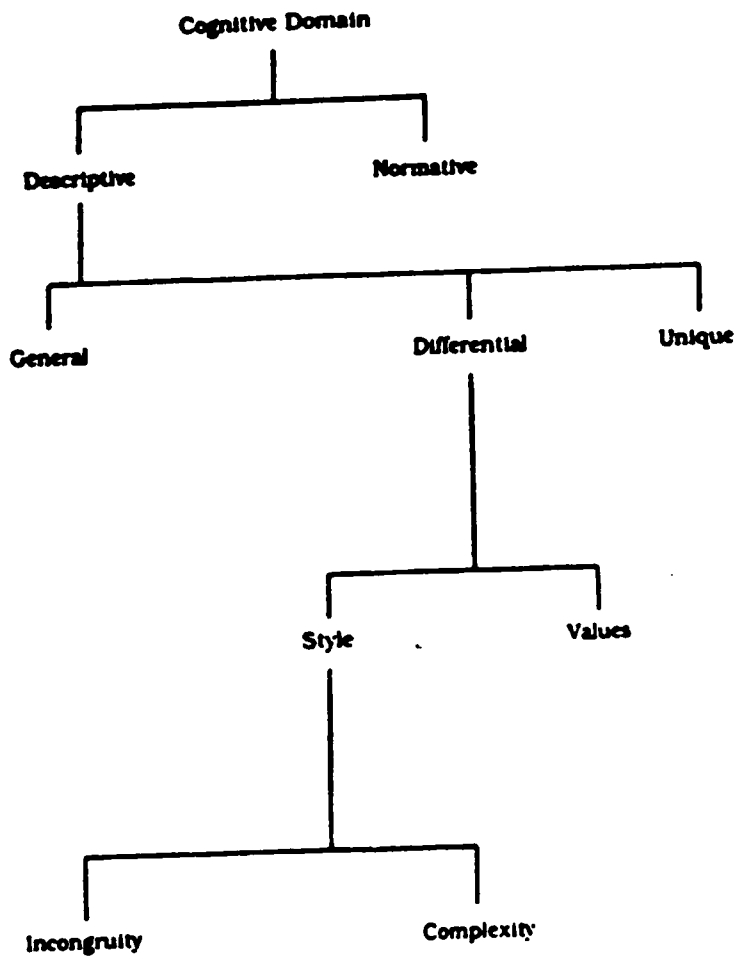 Cognitive Domain
Descriptive
Normative
General
Differential
Unique
Style
Values
Incongruity
Complexity